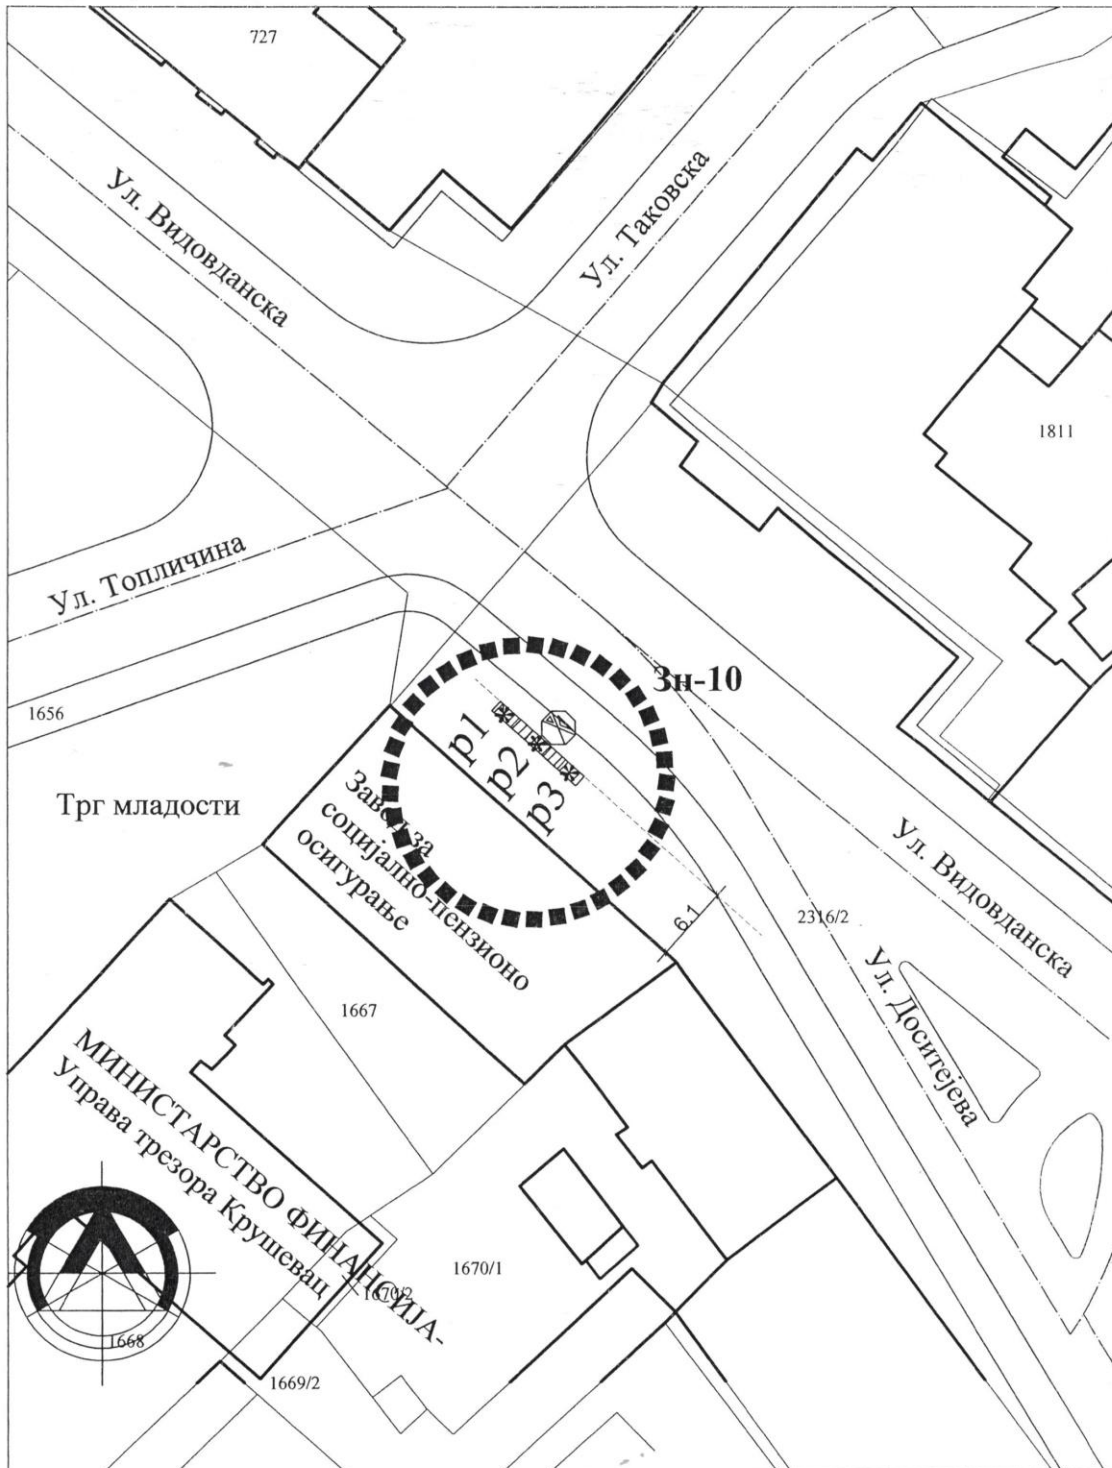 727
Ул. Видовданска
Ул. Таковска
1811
Ул. Топличина
Зн-10
1656
р1
р2
р3
Трг младости
Завод за
социјално-пензионо
осигурање
Ул. Видовданска
6,1
2316/2
Ул. Доситејева
1667
МИНИСТАРСТВО ФИНАНСИЈА-
Управа трезора Крушевац
1670/1
1670/2
1668
1669/2